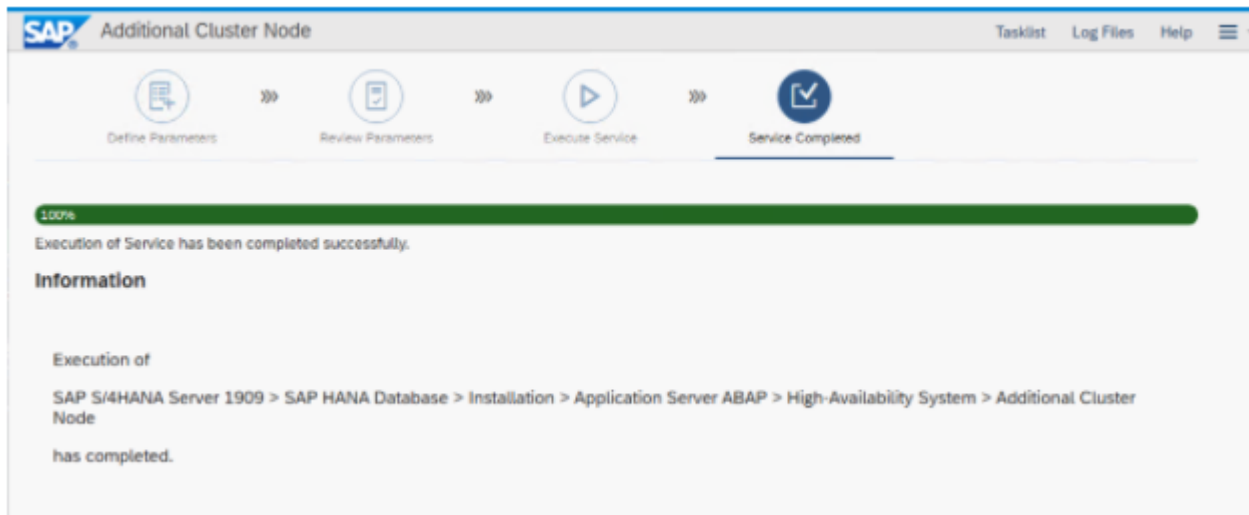 SAP Additional Cluster Node Tasklist Log Files Help
Define Parameters Review Parameters Execute Service Service Completed
100%
Execution of Service has been completed successfully.
Information
Execution of
SAP S/4HANA Server 1909 > SAP HANA Database > Installation > Application Server ABAP > High-Availability System > Additional Cluster
Node
has completed.